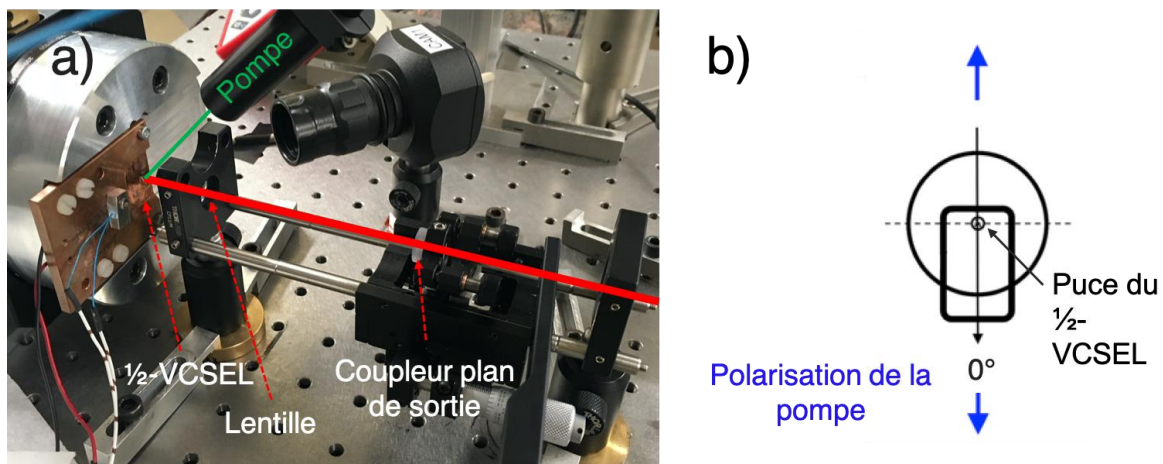 a)
Pompe
CAM1
½-VCSEL
Lentille
Coupleur plan
de sortie
b)
Puce du
½-
VCSEL
0°
Polarisation de la
pompe